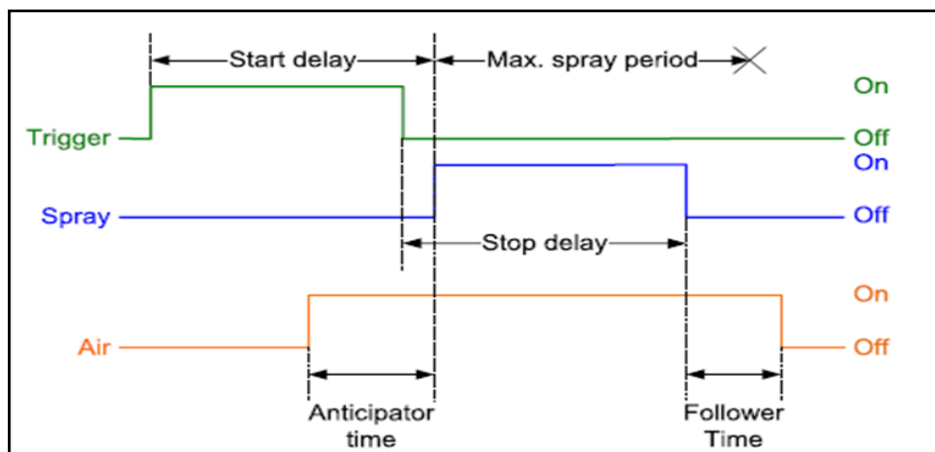 Start delay
Max. spray period
On
Trigger
Off
On
Spray
Off
Stop delay
On
Air
Off
Anticipator
time
Follower
Time